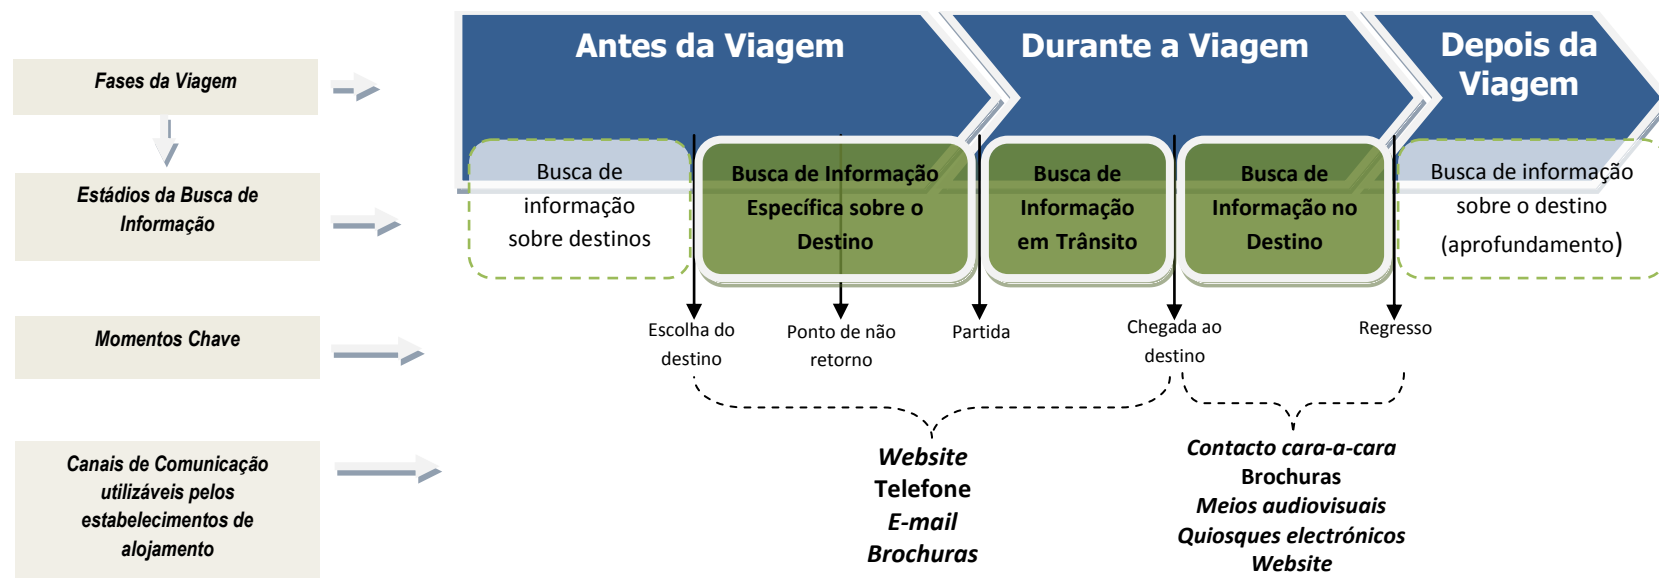 Fases da Viagem
Antes da Viagem
Durante a Viagem
Depois da
Viagem
Estádios da Busca de
Informação
Busca de
informação
sobre destinos
Busca de Informação
Específica sobre o
Destino
Busca de
Informação
em Trânsito
Busca de
Informação no
Destino
Busca de informação
sobre o destino
(aprofundamento)
Momentos Chave
Escolha do
destino
Ponto de não
retorno
Partida
Chegada ao
destino
Regresso
Canais de Comunicação
utilizáveis pelos
estabelecimentos de
alojamento
Website
Telefone
E-mail
Brochuras
Contacto cara-a-cara
Brochuras
Meios audiovisuais
Quiosques electrónicos
Website